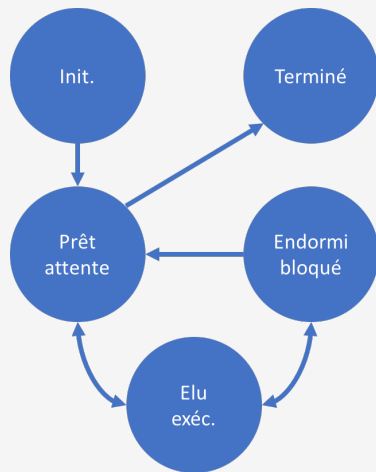 Init.
Terminé
Prêt
attente
Endormi
bloqué
Elu
exéc.